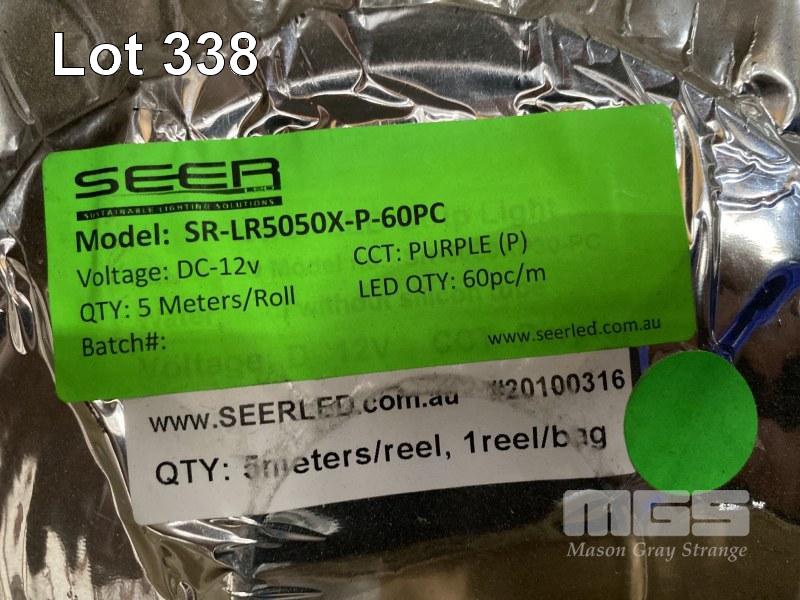 Lot 338
SEER
LED
SUSTAINABLE LIGHTING SOLUTIONS
Model: SR-LR5050X-P-60PC
Voltage: DC-12v
CCT: PURPLE (P)
QTY: 5 Meters/Roll
LED QTY: 60pc/m
Batch#:
www.seerled.com.au
www.SEERLED.com.au #20100316
QTY: 5meters/reel, 1reel/bag
MGS
Mason Gray Strange